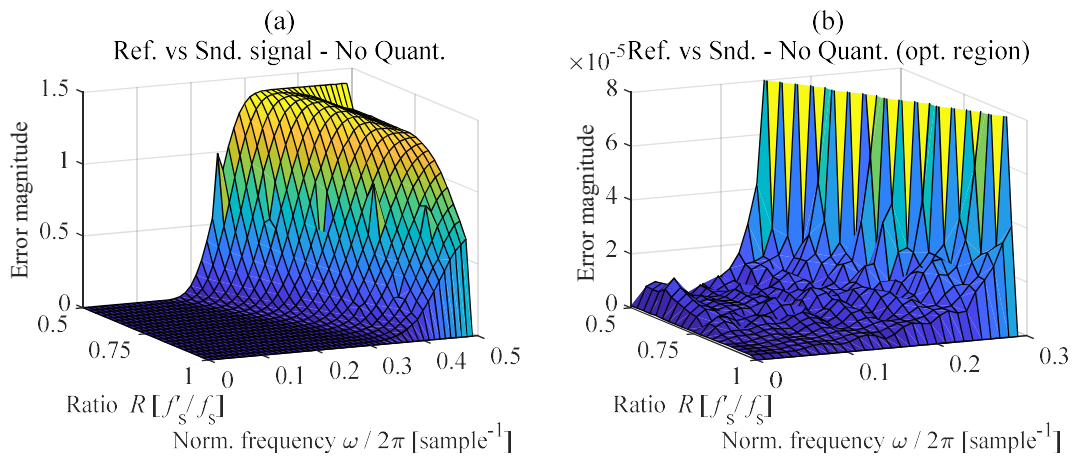 (a)
Ref. vs Snd. signal - No Quant.
1.5
1
0.5
0
Error magnitude
0.5
0.75
1
0
0.1
0.2
0.3
0.4
0.5
Ratio R [f's / fs]
Norm. frequency ω / 2π [sample-1]
(b)
×10-5 Ref. vs Snd. - No Quant. (opt. region)
8
6
4
2
0
Error magnitude
0.5
0.75
1
0
0.1
0.2
0.3
Ratio R [f's / fs]
Norm. frequency ω / 2π [sample-1]